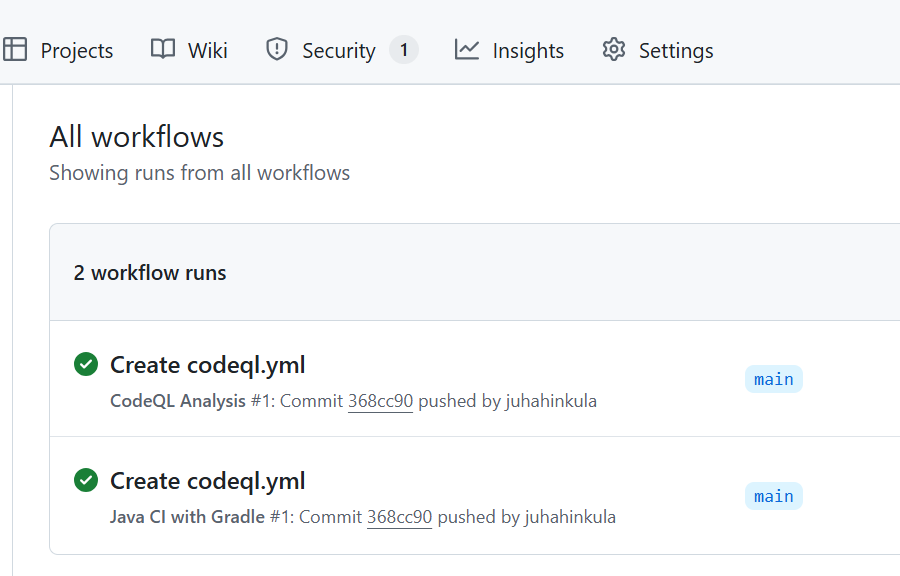 Projects Wiki Security 1 Insights Settings
All workflows
Showing runs from all workflows
2 workflow runs
Create codeql.yml
main
CodeQL Analysis #1: Commit 368cc90 pushed by juhahinkula
Create codeql.yml
main
Java CI with Gradle #1: Commit 368cc90 pushed by juhahinkula